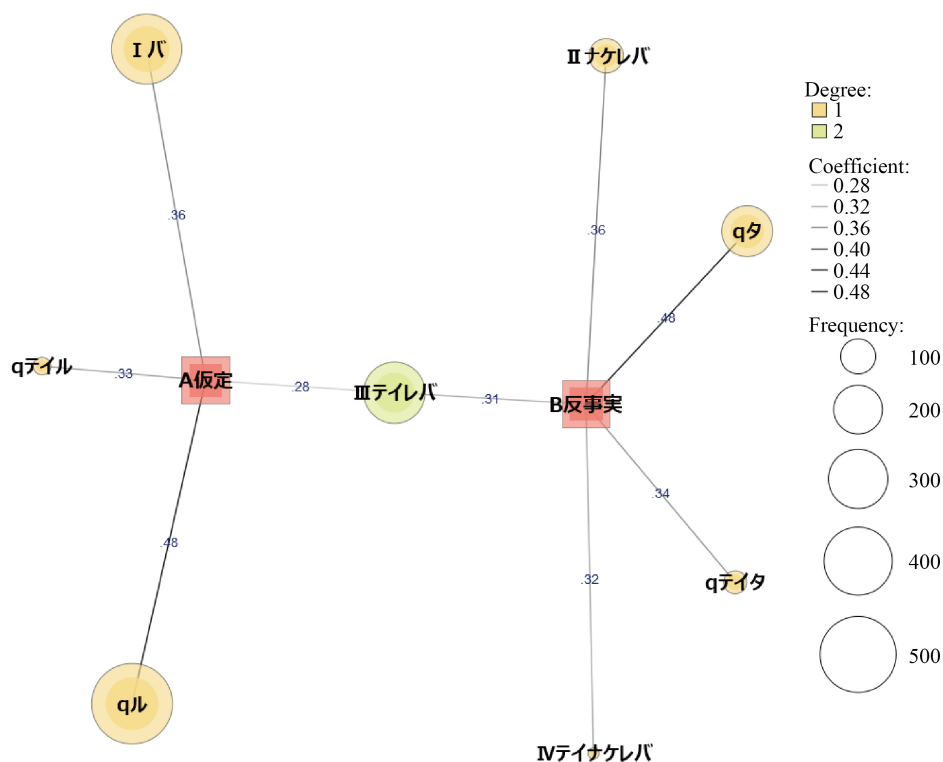 Ⅰバ
.36
qテイル
.33
A仮定
.28
Ⅲテイレバ
.31
B反事実
.48
qル
Ⅱナケレバ
.36
qタ
.48
.34
qテイタ
.32
Ⅳテイナケレバ
Degree:
1
2
Coefficient:
0.28
0.32
0.36
0.40
0.44
0.48
Frequency:
100
200
300
400
500